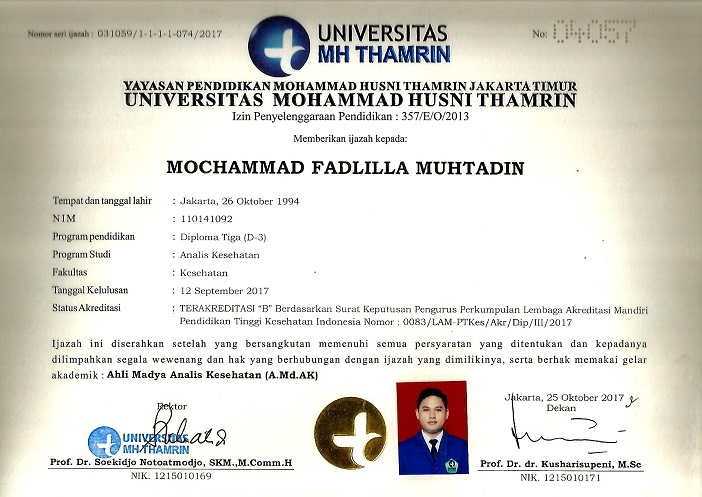 Nomor seri ijazah : 031059/1-1-1-1-074/2017
No: 04057
UNIVERSITAS
MH THAMRIN
YAYASAN PENDIDIKAN MOHAMMAD HUSNI THAMRIN JAKARTA TIMUR
UNIVERSITAS MOHAMMAD HUSNI THAMRIN
Izin Penyelenggaraan Pendidikan : 357/E/O/2013
Memberikan ijazah kepada:
MOCHAMMAD FADLILLA MUHTADIN
Tempat dan tanggal lahir : Jakarta, 26 Oktober 1994
NIM : 110141092
Program pendidikan : Diploma Tiga (D-3)
Program Studi : Analis Kesehatan
Fakultas : Kesehatan
Tanggal Kelulusan : 12 September 2017
Status Akreditasi : TERAKREDITASI “B” Berdasarkan Surat Keputusan Pengurus Perkumpulan Lembaga Akreditasi Mandiri
Pendidikan Tinggi Kesehatan Indonesia Nomor : 0083/LAM-PTKes/Akr/Dip/III/2017
Ijazah ini diserahkan setelah yang bersangkutan memenuhi semua persyaratan yang ditentukan dan kepadanya
dilimpahkan segala wewenang dan hak yang berhubungan dengan ijazah yang dimilikinya, serta berhak memakai gelar
akademik : Ahli Madya Analis Kesehatan (A.Md.AK)
Rektor
UNIVERSITAS
MH THAMRIN
Prof. Dr. Soekidjo Notoatmodjo, SKM.,M.Comm.H
NIK. 1215010169
Jakarta, 25 Oktober 2017
Dekan
Prof. Dr. dr. Kusharisupeni, M.Sc
NIK. 1215010171